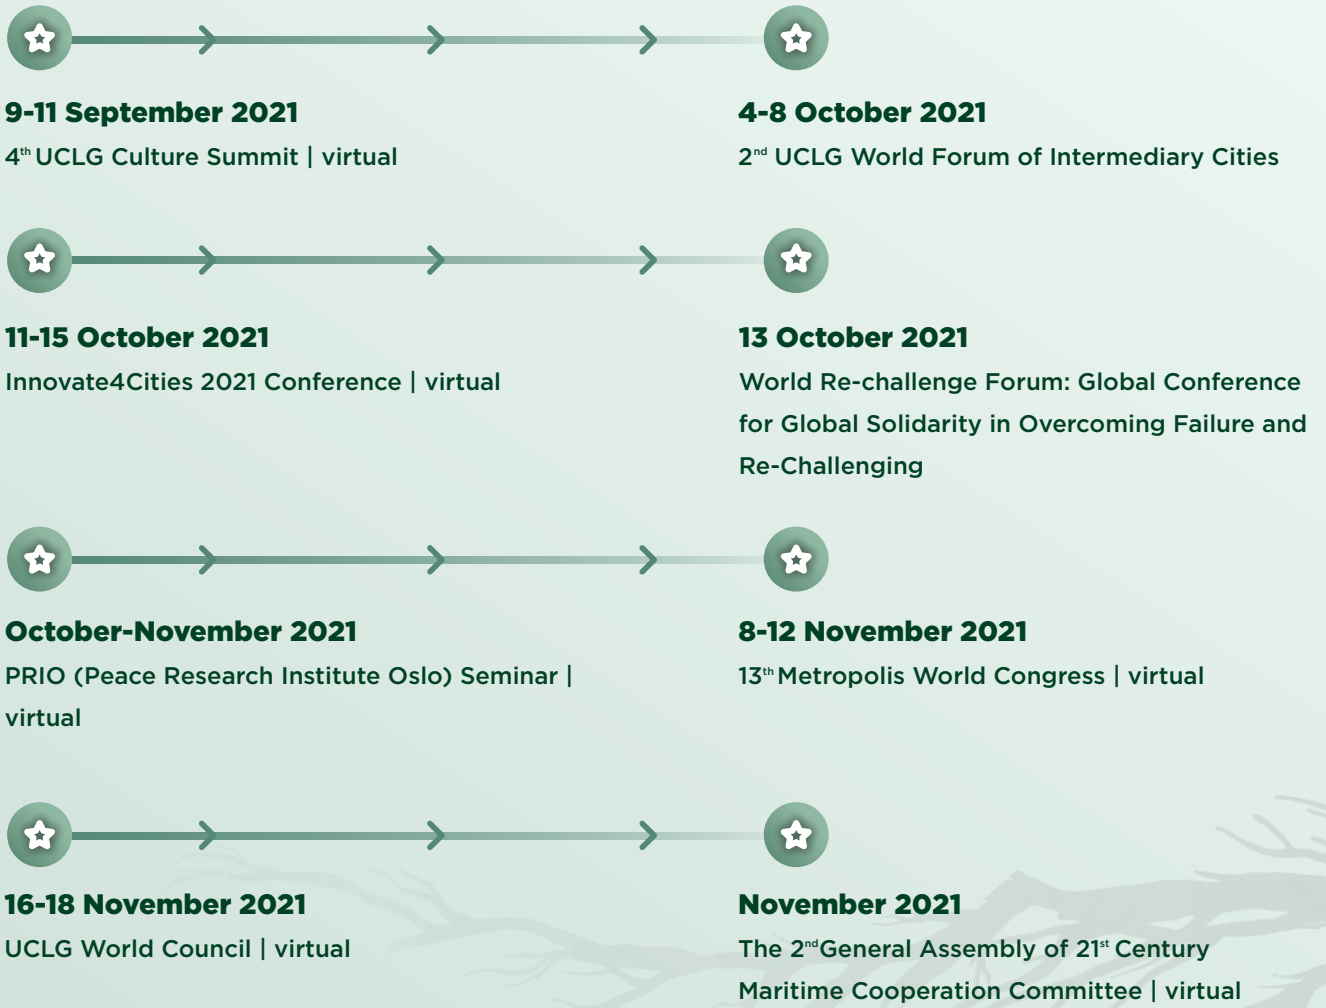 9-11 September 2021
4th UCLG Culture Summit | virtual
4-8 October 2021
2nd UCLG World Forum of Intermediary Cities
11-15 October 2021
Innovate4Cities 2021 Conference | virtual
13 October 2021
World Re-challenge Forum: Global Conference
for Global Solidarity in Overcoming Failure and
Re-Challenging
October-November 2021
PRIO (Peace Research Institute Oslo) Seminar |
virtual
8-12 November 2021
13th Metropolis World Congress | virtual
16-18 November 2021
UCLG World Council | virtual
November 2021
The 2nd General Assembly of 21st Century
Maritime Cooperation Committee | virtual